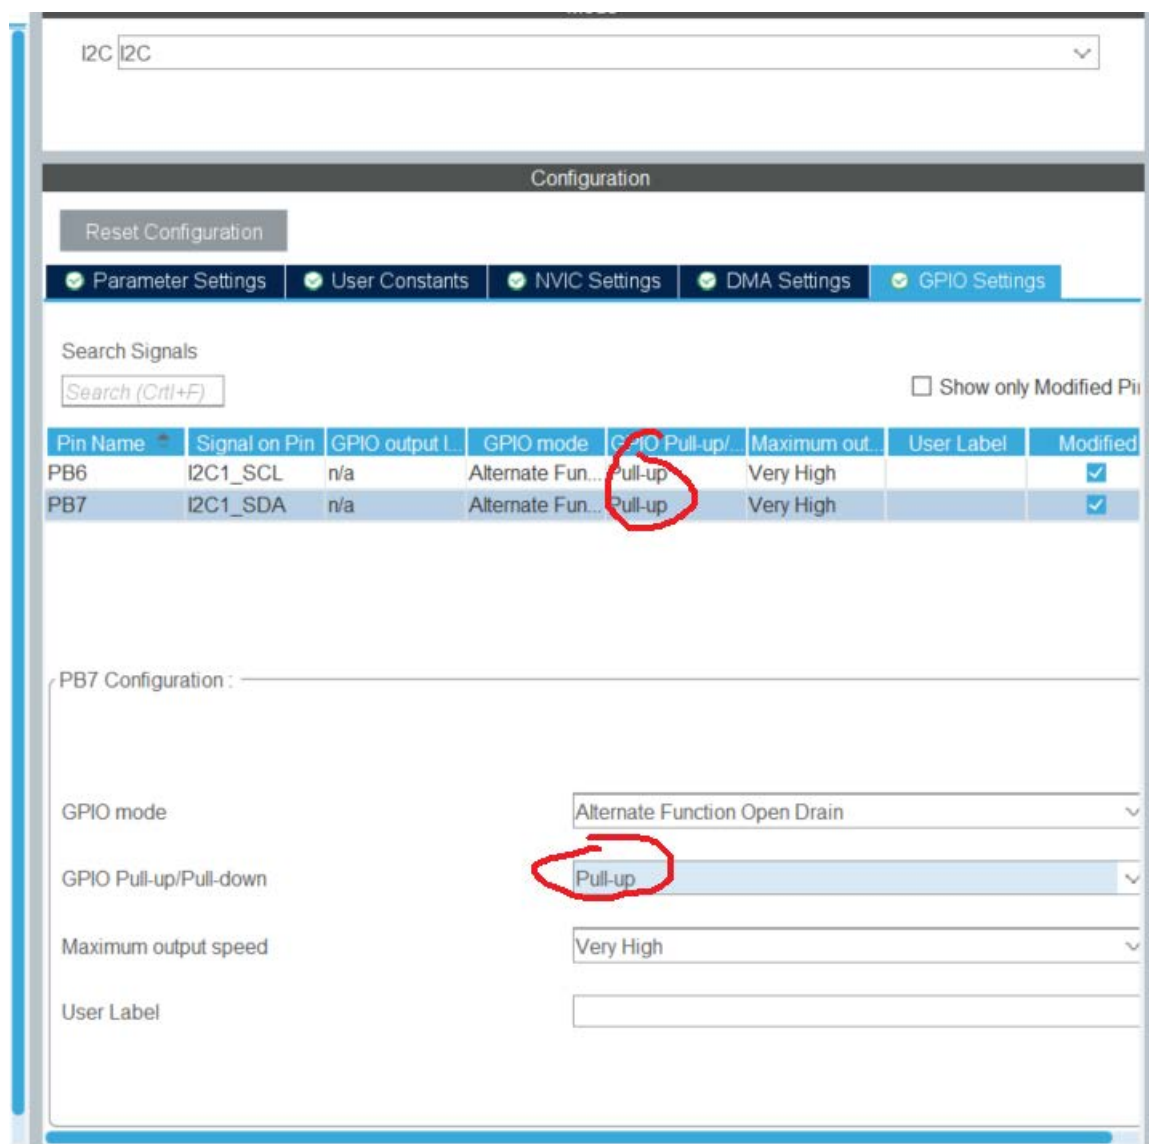 I2C I2C
Configuration
Reset Configuration
Parameter Settings User Constants NVIC Settings DMA Settings GPIO Settings
Search Signals
Search (Crtl+F)
Show only Modified Pi
Pin Name Signal on Pin GPIO output l... GPIO mode GPIO Pull-up/... Maximum out... User Label Modified
PB6 I2C1_SCL n/a Alternate Fun... Pull-up Very High
PB7 I2C1_SDA n/a Alternate Fun... Pull-up Very High
PB7 Configuration :
GPIO mode Alternate Function Open Drain
GPIO Pull-up/Pull-down Pull-up
Maximum output speed Very High
User Label